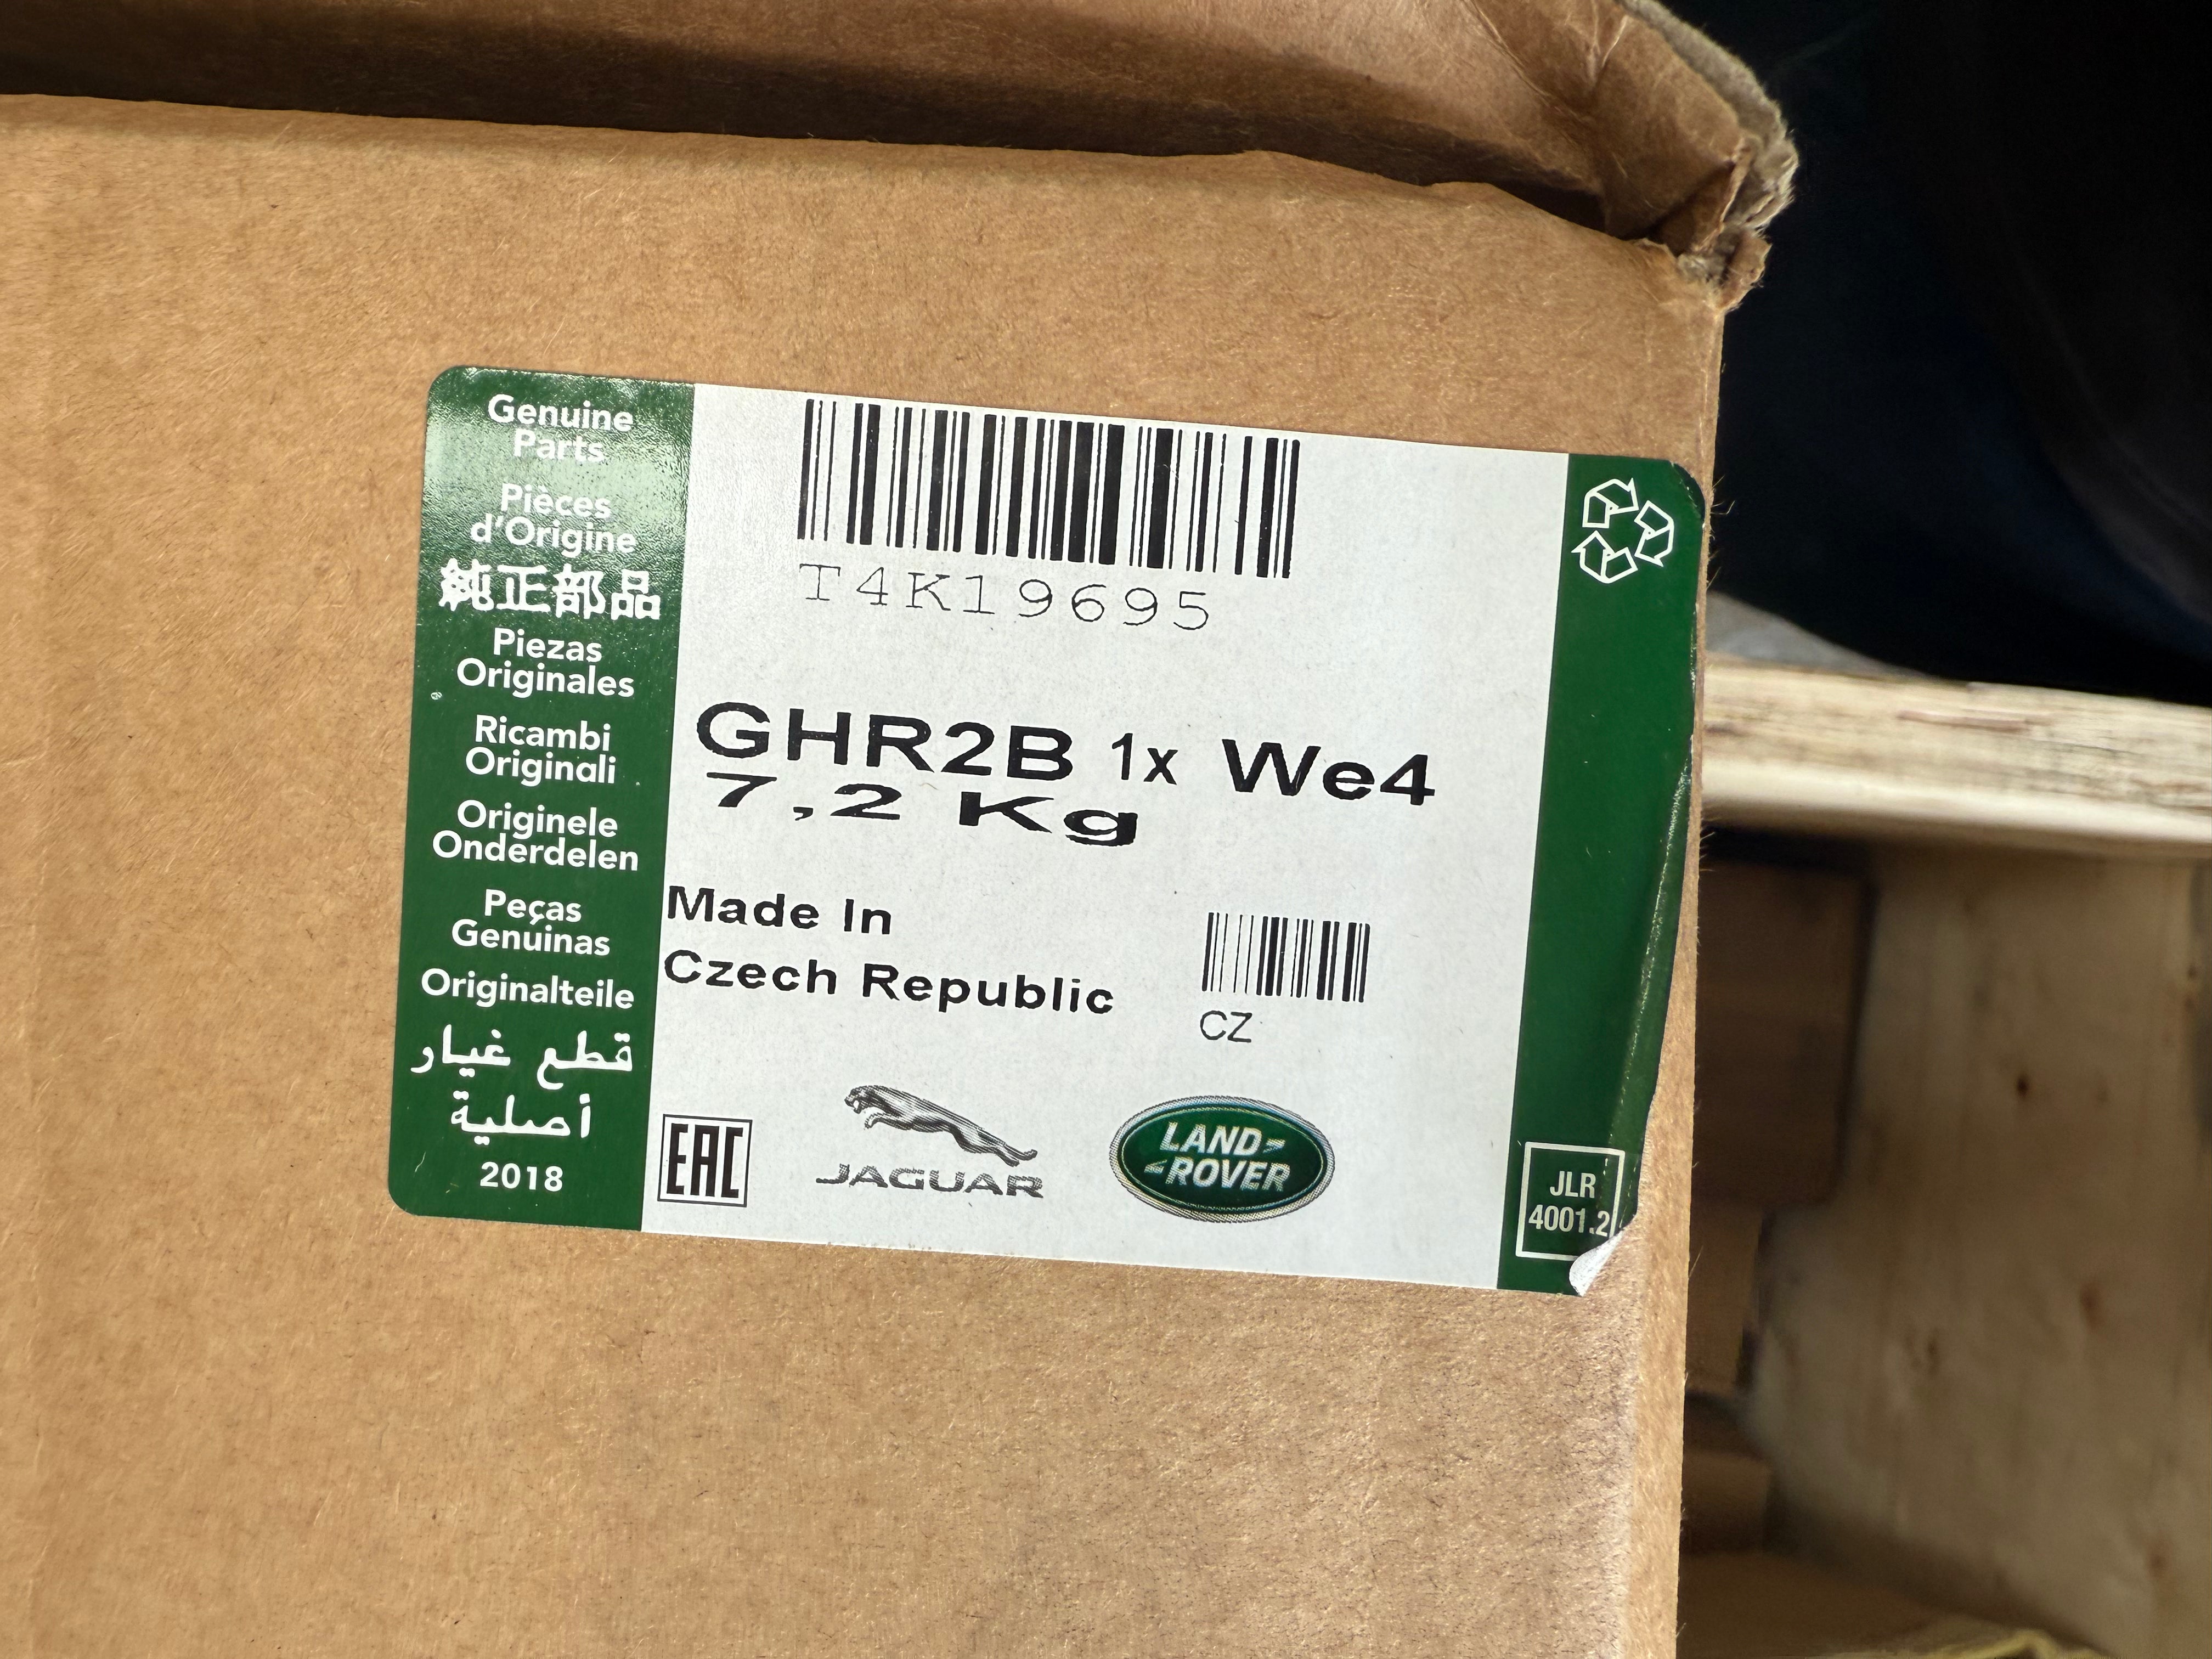 Genuine
Parts
Pièces
d'Origine
純正部品
Piezas
Originales
Ricambi
Originali
Originele
Onderdelen
Peças
Genuinas
Originalteile
قطع غيار
أصلية
2018
T4K19695
GHR2B 1x We4
7,2 Kg
Made In
Czech Republic
CZ
EAC
JAGUAR
LAND-
-ROVER
JLR
4001.2